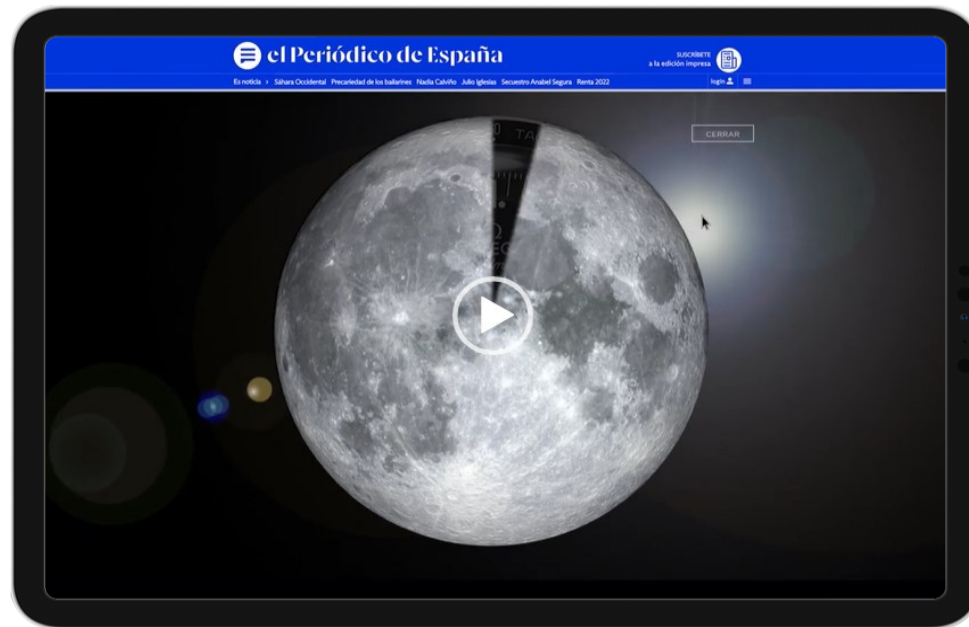 el Periódico de España
SUSCRÍBETE
a la edición impresa
Es noticia › Sáhara Occidental Precariedad de los bailarines Nadia Calviño Julio Iglesias Secuestro Anabel Segura Renta 2022
login
CERRAR
TA